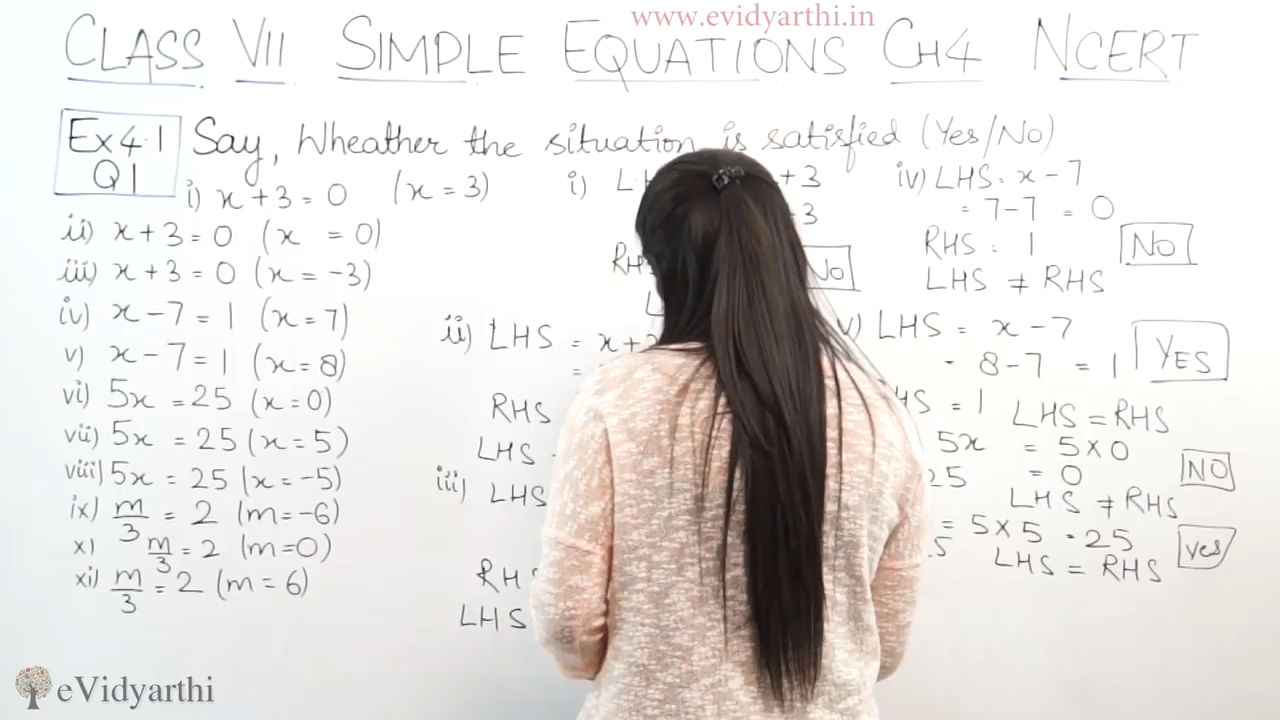 www.evidyarthi.in
CLASS VII SIMPLE EQUATIONS CH4 NCERT
Ex 4.1
Q1
Say, Wheather the situation is satisfied (Yes/No)
i) x + 3 = 0 (x = 3)
ii) x + 3 = 0 (x = 0)
iii) x + 3 = 0 (x = -3)
iv) x - 7 = 1 (x = 7)
v) x - 7 = 1 (x = 8)
vi) 5x = 25 (x = 0)
vii) 5x = 25 (x = 5)
viii) 5x = 25 (x = -5)
ix) m/3 = 2 (m = -6)
x) m/3 = 2 (m = 0)
xi) m/3 = 2 (m = 6)
i) + 3
3
No
ii) LHS = x +
=
RHS
LHS
iii) LHS
LHS
iv) LHS = x - 7
= 7 - 7 = 0
RHS = 1
NO
LHS ≠ RHS
v) LHS = x - 7
= 8 - 7 = 1
YES
= 1 LHS = RHS
5x = 5 × 0
25 = 0
NO
LHS ≠ RHS
= 5 × 5 = 25
yes
LHS = RHS
eVidyarthi